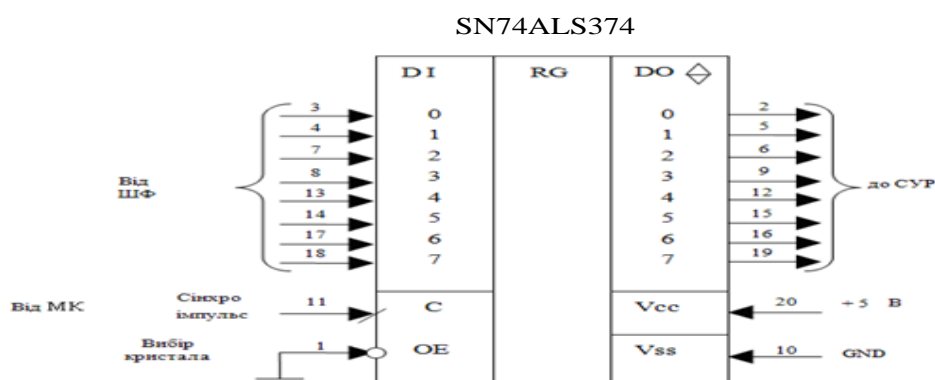 SN74ALS374
DI RG DO
3 0 0 2
4 1 1 5
7 2 2 6
8 3 3 9
13 4 4 12
14 5 5 15
17 6 6 16
18 7 7 19
Від
ШФ
до СУР
Від МК
Сінхро
імпульс
11 C Vcc 20 +5 В
Вибір
кристала
1 OE Vss 10 GND